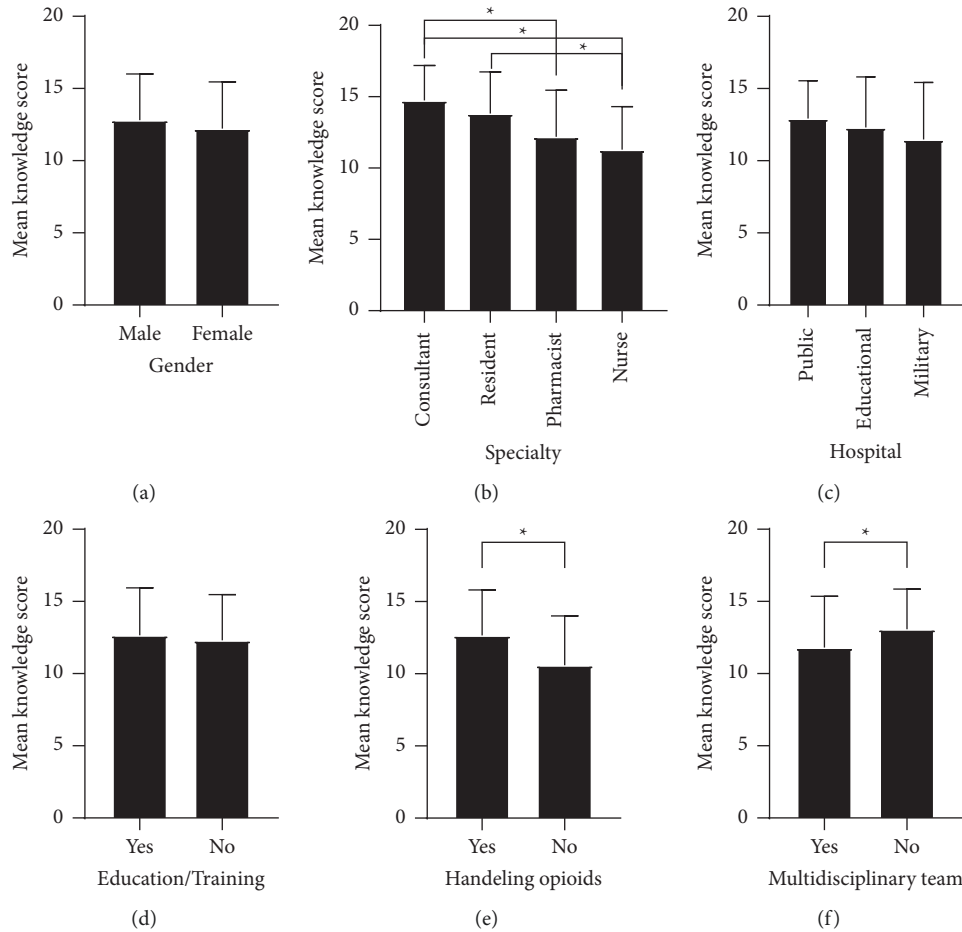 Mean knowledge score
20
15
10
5
0
Male
Female
Gender
(a)
Mean knowledge score
20
15
10
5
0
*
*
*
Consultant
Resident
Pharmacist
Nurse
Specialty
(b)
Mean knowledge score
20
15
10
5
0
Public
Educational
Military
Hospital
(c)
Mean knowledge score
20
15
10
5
0
Yes
No
Education/Training
(d)
Mean knowledge score
20
15
10
5
0
*
Yes
No
Handeling opioids
(e)
Mean knowledge score
20
15
10
5
0
*
Yes
No
Multidisciplinary team
(f)